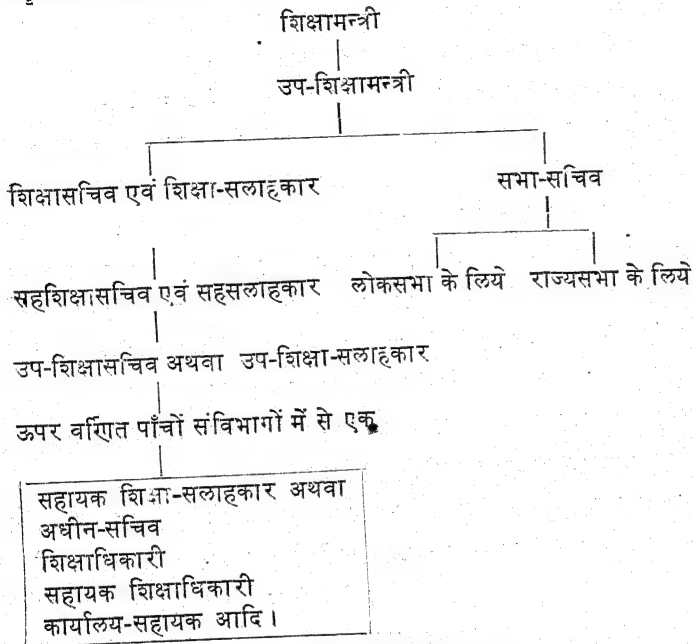 शिक्षामन्त्री
उप-शिक्षामन्त्री
शिक्षासचिव एवं शिक्षा-सलाहकार सभा-सचिव
सहशिक्षासचिव एवं सहसलाहकार लोकसभा के लिये राज्यसभा के लिये
उप-शिक्षासचिव अथवा उप-शिक्षा-सलाहकार
ऊपर वर्णित पाँचों संविभागों में से एक
सहायक शिक्षा-सलाहकार अथवा
अधीन-सचिव
शिक्षाधिकारी
सहायक शिक्षाधिकारी
कार्यालय-सहायक आदि ।